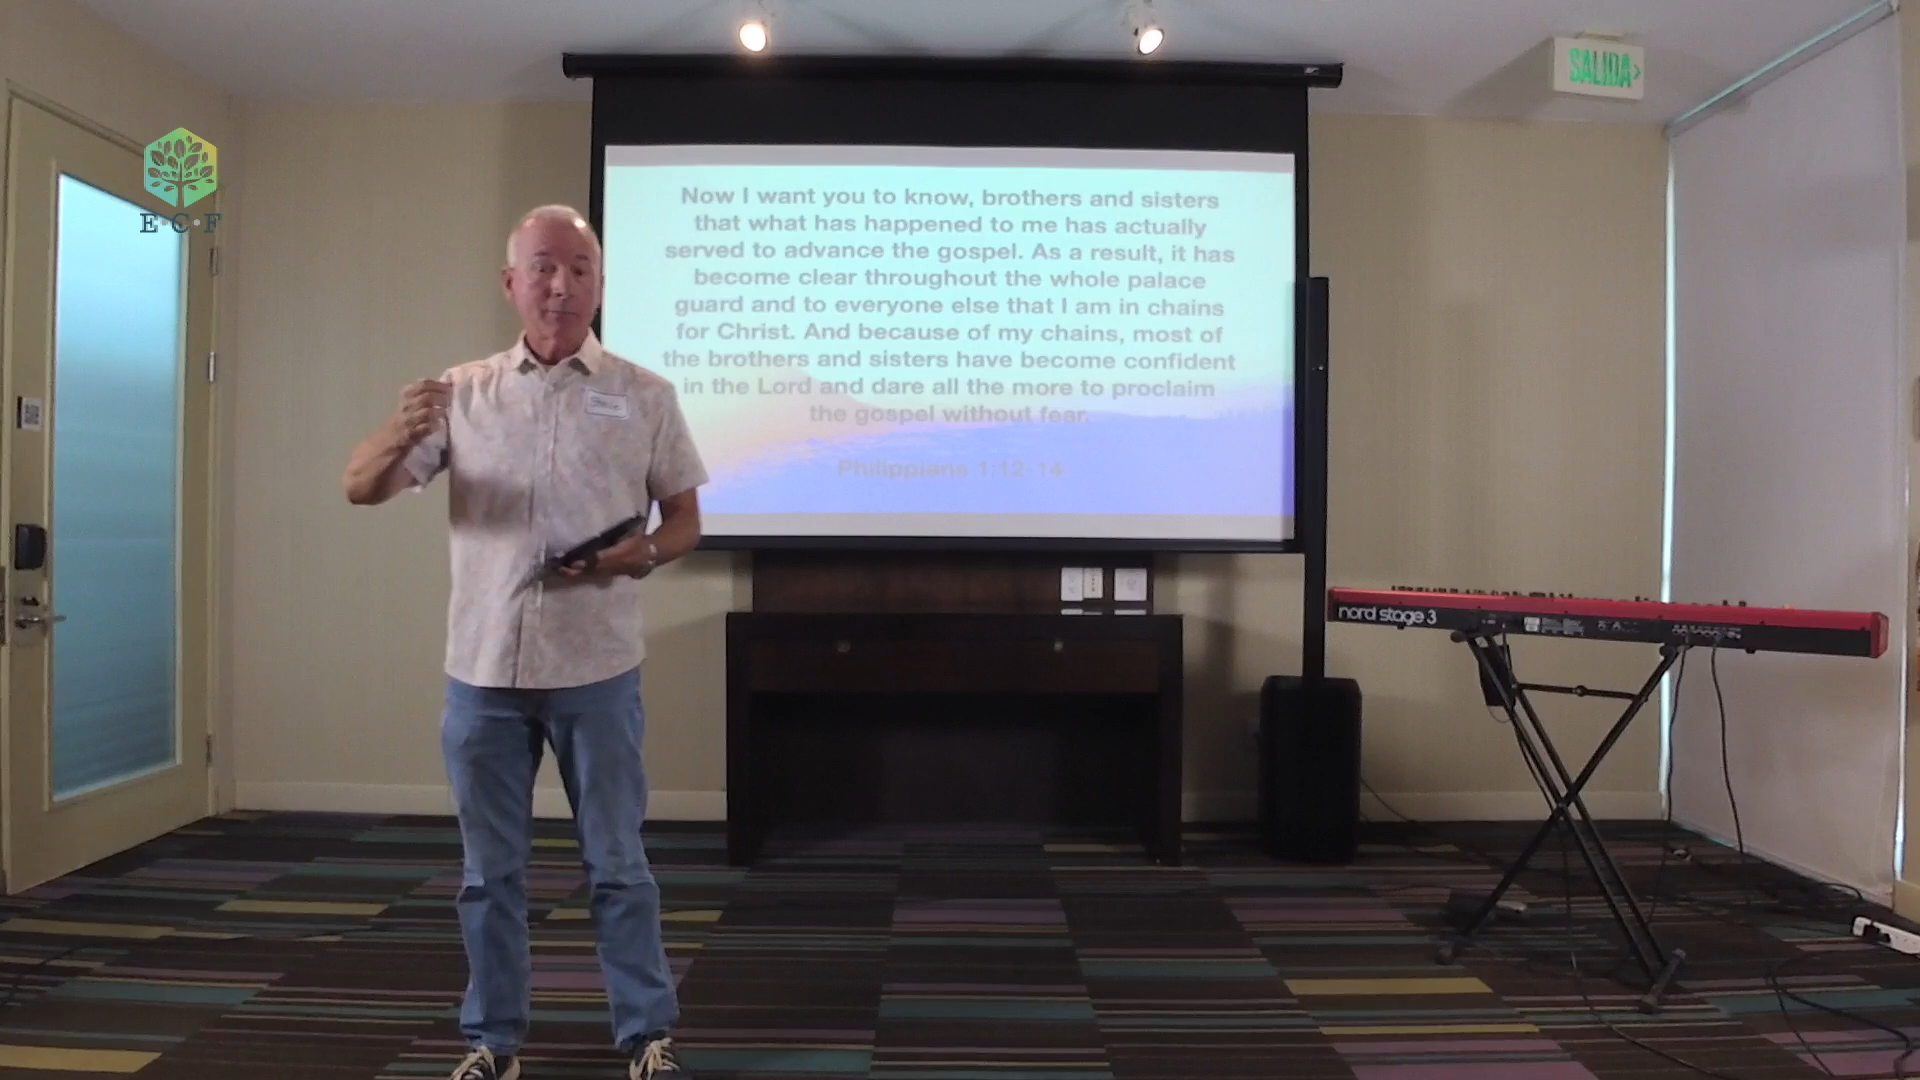 SALIDA
E·C·F
Now I want you to know, brothers and sisters
that what has happened to me has actually
served to advance the gospel. As a result, it has
become clear throughout the whole palace
guard and to everyone else that I am in chains
for Christ. And because of my chains, most of
the brothers and sisters have become confident
in the Lord and dare all the more to proclaim
the gospel without fear.
Philippians 1:12-14
nord stage 3